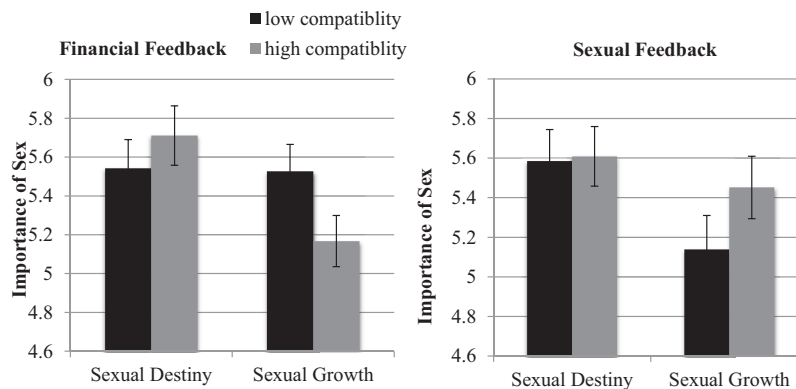 low compatiblity
high compatiblity
Financial Feedback
Importance of Sex
6
5.8
5.6
5.4
5.2
5
4.8
4.6
Sexual Destiny Sexual Growth
Sexual Feedback
Importance of Sex
6
5.8
5.6
5.4
5.2
5
4.8
4.6
Sexual Destiny Sexual Growth